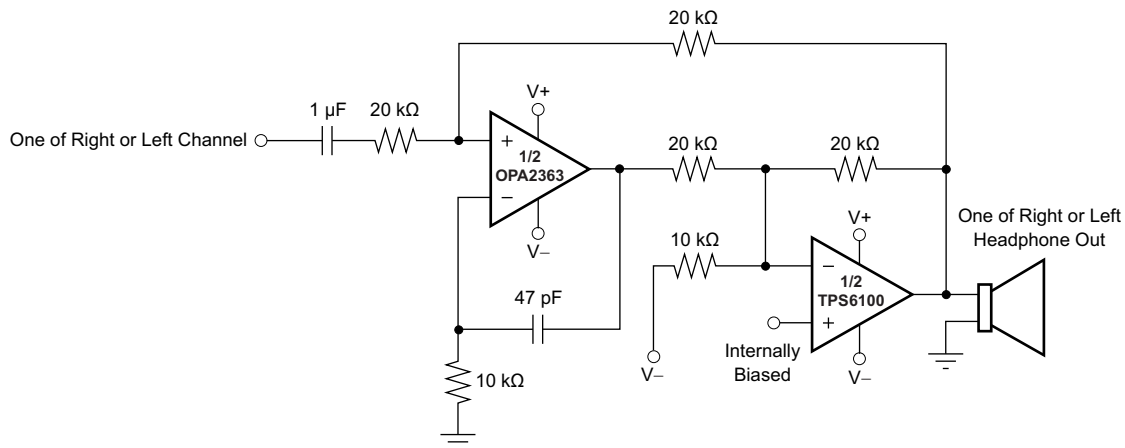 20 kΩ
1 µF
20 kΩ
One of Right or Left Channel
V+
+
1/2
OPA2363
−
V−
20 kΩ
20 kΩ
10 kΩ
V−
V+
−
1/2
TPS6100
+
V−
Internally
Biased
One of Right or Left
Headphone Out
47 pF
10 kΩ